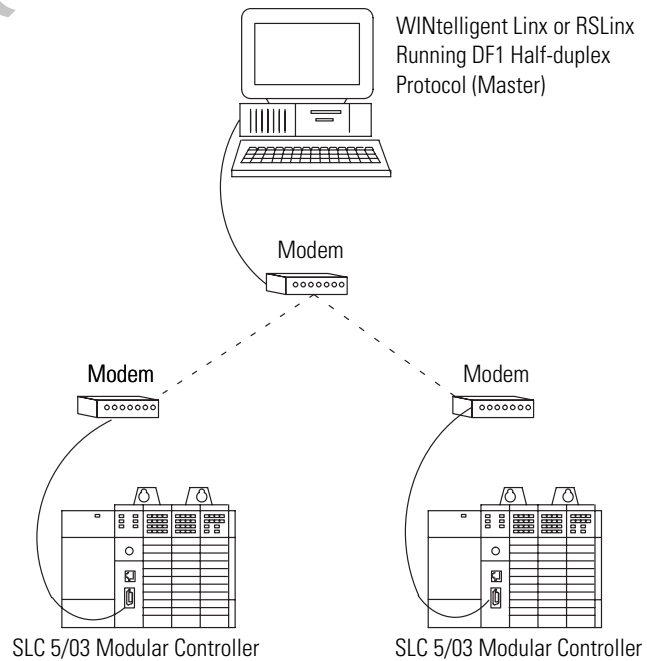 WINtelligent Linx or RSLinx
Running DF1 Half-duplex
Protocol (Master)
Modem
Modem
Modem
SLC 5/03 Modular Controller
SLC 5/03 Modular Controller